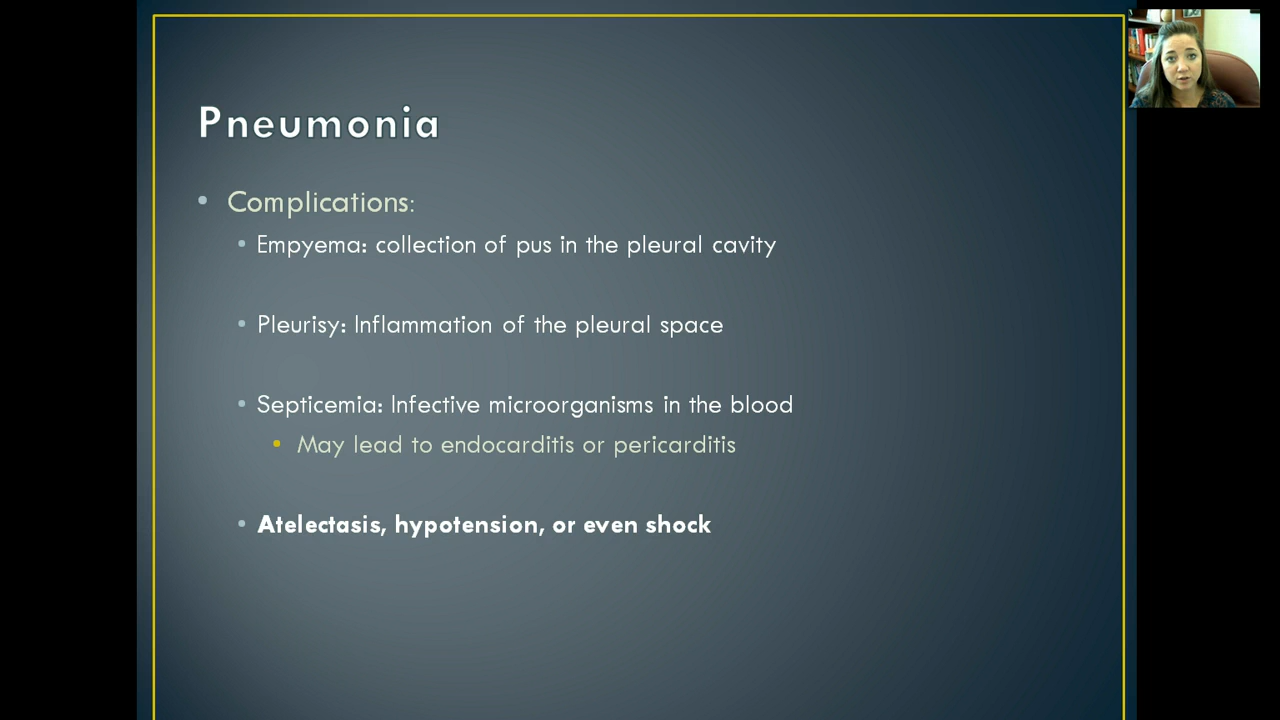 Pneumonia
• Complications:
• Empyema: collection of pus in the pleural cavity
• Pleurisy: Inflammation of the pleural space
• Septicemia: Infective microorganisms in the blood
• May lead to endocarditis or pericarditis
• Atelectasis, hypotension, or even shock